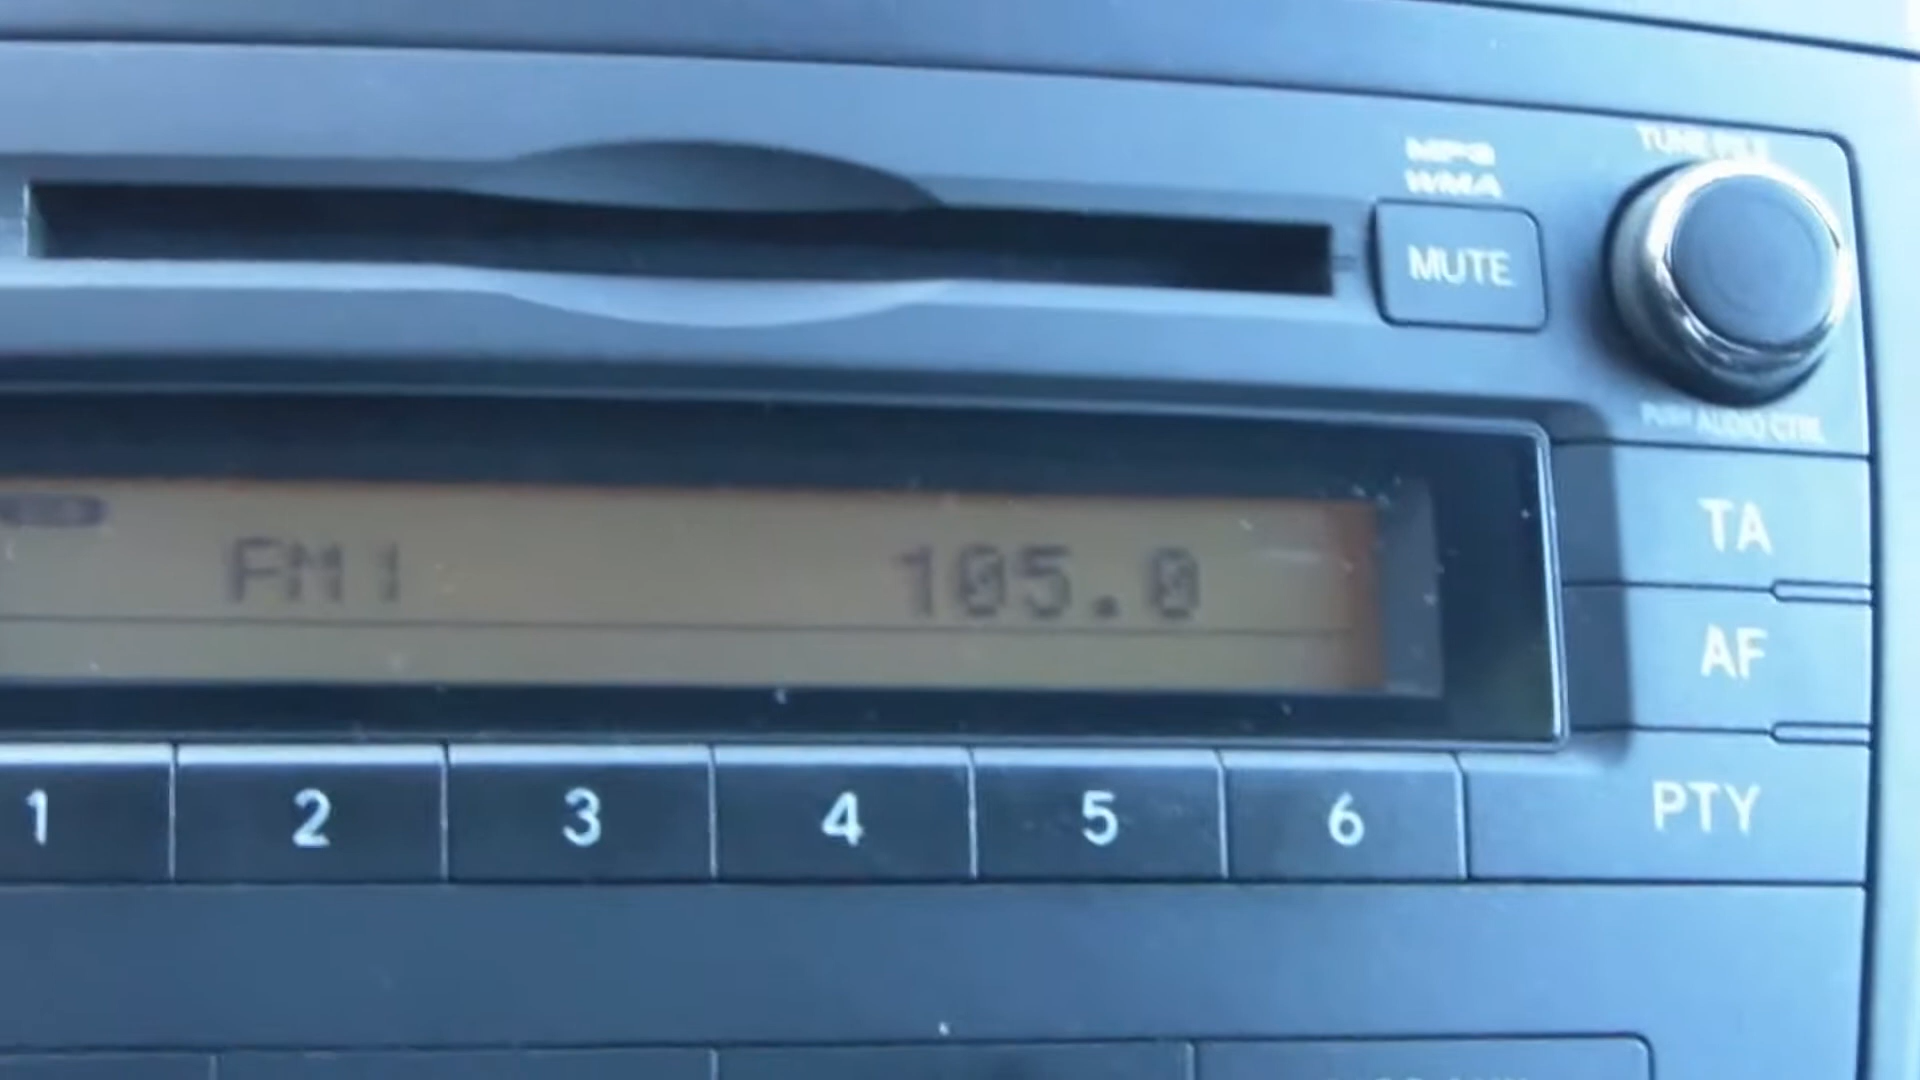 MP3
WMA
TUNE·FILE
MUTE
PUSH AUDIO CTRL
FM1 105.0
TA
AF
PTY
1 2 3 4 5 6